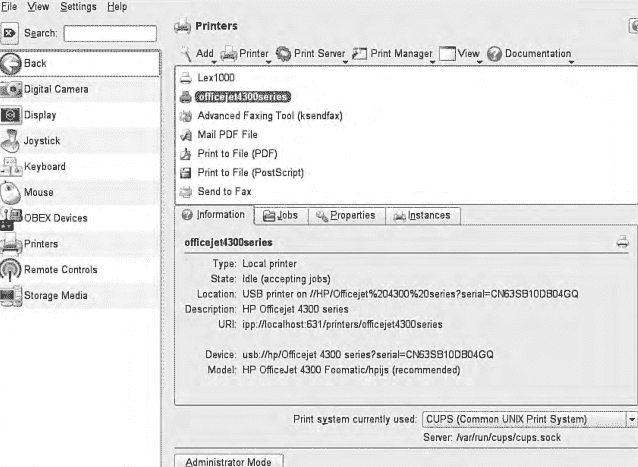 File View Settings Help
Search:
Printers
Back
Digital Camera
Display
Joystick
Keyboard
Mouse
OBEX Devices
Printers
Remote Controls
Storage Media
Add Printer Print Server Print Manager View Documentation
Lex1000
officejet4300series
Advanced Faxing Tool (ksendfax)
Mail PDF File
Print to File (PDF)
Print to File (PostScript)
Send to Fax
Information Jobs Properties Instances
officejet4300series
Type: Local printer
State: Idle (accepting jobs)
Location: USB printer on //HP/Officejet%204300%20series?serial=CN63SB10DB04GQ
Description: HP Officejet 4300 series
URI: ipp://localhost:631/printers/officejet4300series
Device: usb://hp/Officejet 4300 series?serial=CN63SB10DB04GQ
Model: HP OfficeJet 4300 Foomatic/hpijs (recommended)
Print system currently used: CUPS (Common UNIX Print System)
Server: /var/run/cups/cups.sock
Administrator Mode